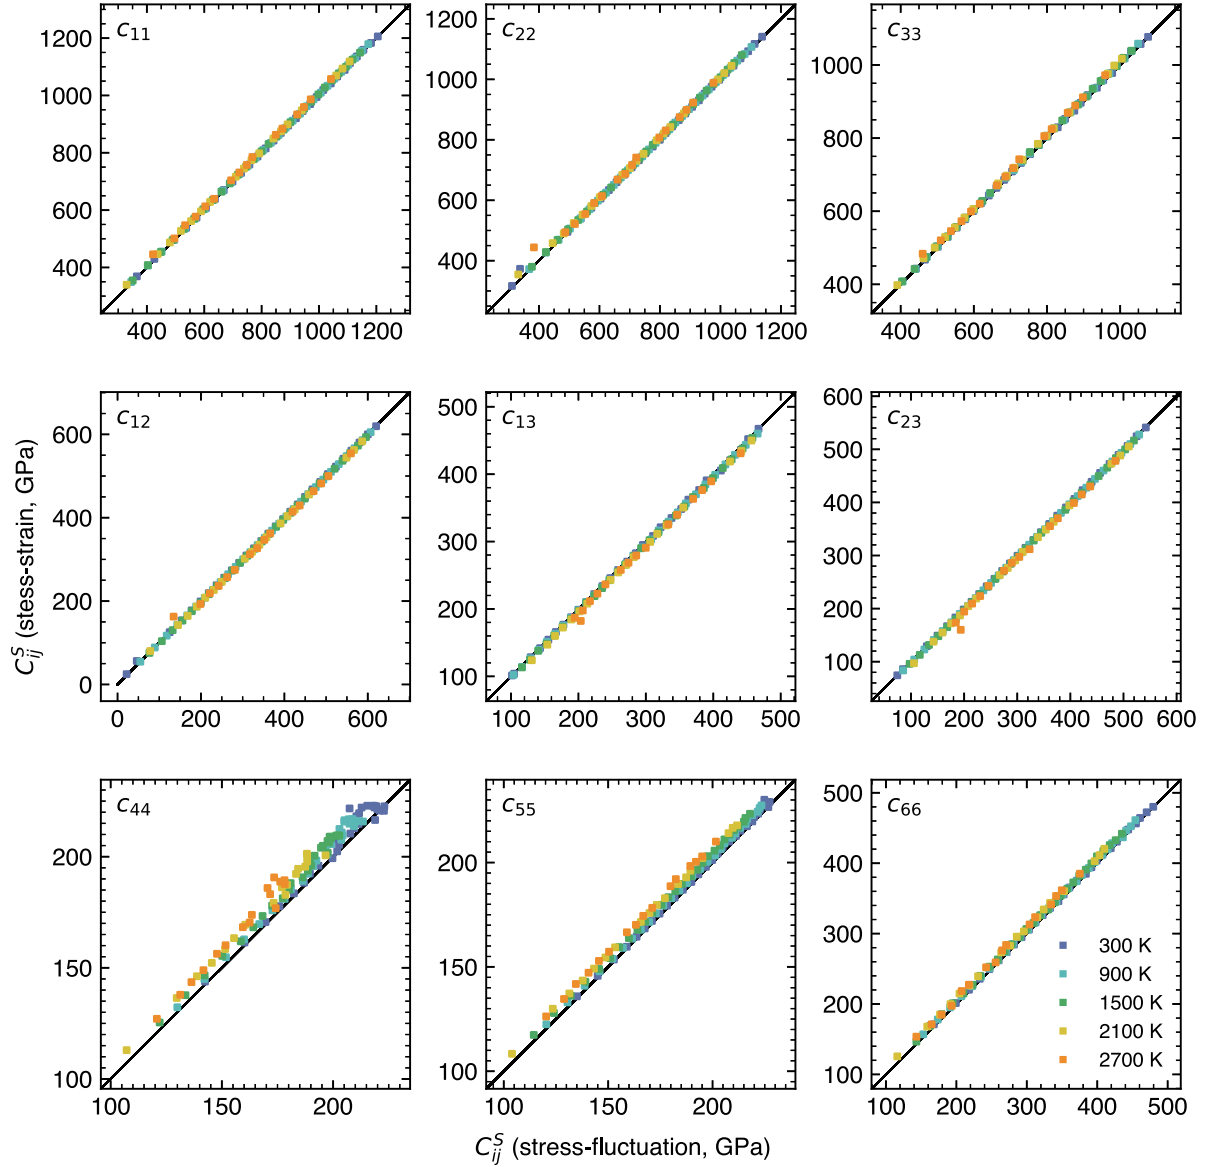 C11
1200
1000
800
600
400
400 600 800 1000 1200
C22
1200
1000
800
600
400
400 600 800 1000 1200
C33
1000
800
600
400
400 600 800 1000
C12
600
400
200
0
0 200 400 600
C13
500
400
300
200
100
100 200 300 400 500
C23
600
500
400
300
200
100
100 200 300 400 500 600
C44
200
150
100
100 150 200
C55
200
150
100
100 150 200
C66
500
400
300
200
100
100 200 300 400 500
300 K
900 K
1500 K
2100 K
2700 K
C^S_ij (stess-strain, GPa)
C^S_ij (stress-fluctuation, GPa)